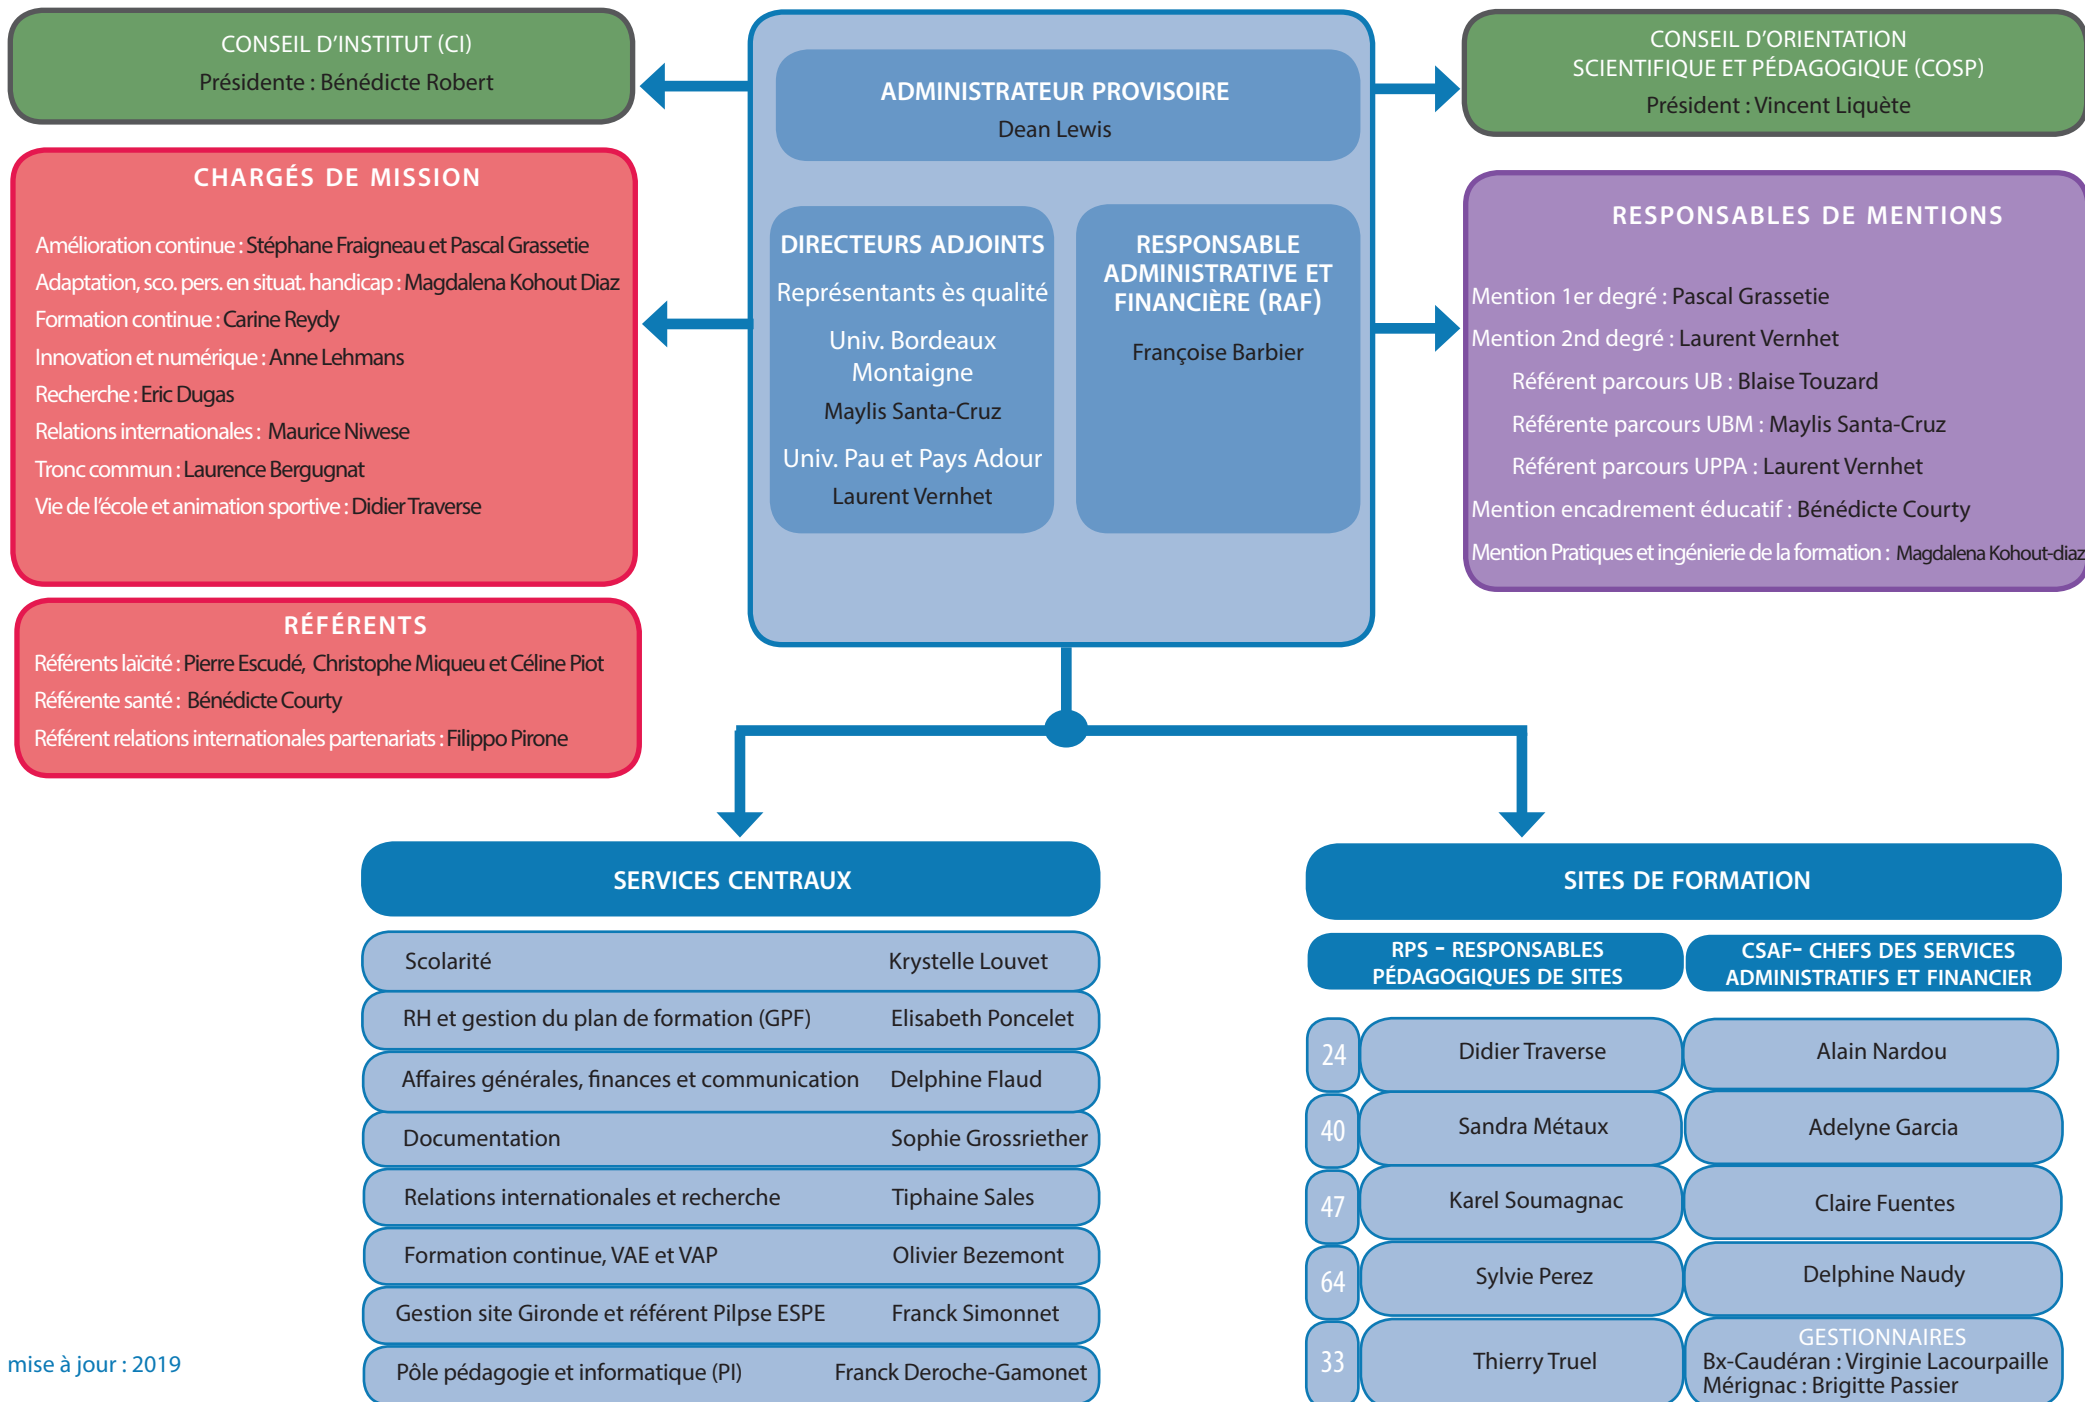 CONSEIL D'INSTITUT (CI)
Présidente : Bénédicte Robert
ADMINISTRATEUR PROVISOIRE
Dean Lewis
CONSEIL D'ORIENTATION
SCIENTIFIQUE ET PÉDAGOGIQUE (COSP)
Président : Vincent Liquète
CHARGÉS DE MISSION
Amélioration continue : Stéphane Fraigneau et Pascal Grassetie
Adaptation, sco. pers. en situat. handicap : Magdalena Kohout Diaz
Formation continue : Carine Reydy
Innovation et numérique : Anne Lehmans
Recherche : Eric Dugas
Relations internationales : Maurice Niwese
Tronc commun : Laurence Bergugnat
Vie de l'école et animation sportive : Didier Traverse
RÉFÉRENTS
Référents laïcité : Pierre Escudé, Christophe Miqueu et Céline Piot
Référente santé : Bénédicte Courty
Référent relations internationales partenariats : Filippo Pirone
DIRECTEURS ADJOINTS
Représentants ès qualité
Univ. Bordeaux
Montaigne
Maylis Santa-Cruz
Univ. Pau et Pays Adour
Laurent Vernhet
RESPONSABLE
ADMINISTRATIVE ET
FINANCIÈRE (RAF)
Françoise Barbier
RESPONSABLES DE MENTIONS
Mention 1er degré : Pascal Grassetie
Mention 2nd degré : Laurent Vernhet
Référent parcours UB : Blaise Touzard
Référente parcours UBM : Maylis Santa-Cruz
Référent parcours UPPA : Laurent Vernhet
Mention encadrement éducatif : Bénédicte Courty
Mention Pratiques et ingénierie de la formation : Magdalena Kohout-diaz
SERVICES CENTRAUX
Scolarité Krystelle Louvet
RH et gestion du plan de formation (GPF) Elisabeth Poncelet
Affaires générales, finances et communication Delphine Flaud
Documentation Sophie Grossriether
Relations internationales et recherche Tiphaine Sales
Formation continue, VAE et VAP Olivier Bezemont
Gestion site Gironde et référent Pilpse ESPE Franck Simonnet
Pôle pédagogie et informatique (PI) Franck Deroche-Gamonet
SITES DE FORMATION
RPS - RESPONSABLES
PÉDAGOGIQUES DE SITES
CSAF- CHEFS DES SERVICES
ADMINISTRATIFS ET FINANCIER
24 Didier Traverse Alain Nardou
40 Sandra Métaux Adelyne Garcia
47 Karel Soumagnac Claire Fuentes
64 Sylvie Perez Delphine Naudy
33 Thierry Truel
GESTIONNAIRES
Bx-Caudéran : Virginie Lacourpaille
Mérignac : Brigitte Passier
mise à jour : 2019